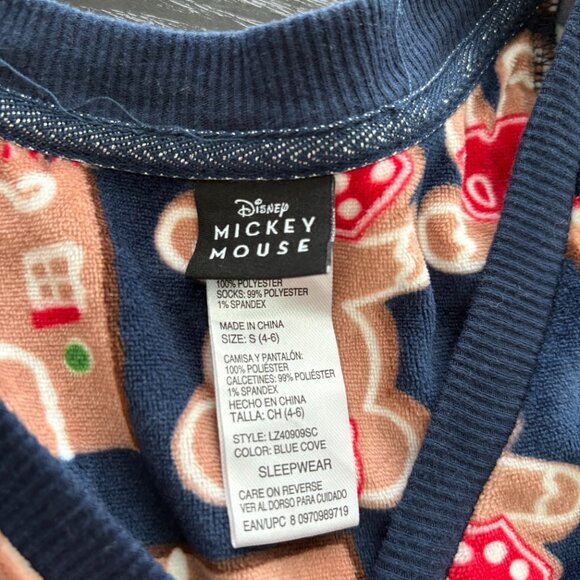 Disney
MICKEY
MOUSE
100% POLYESTER
SOCKS: 99% POLYESTER
1% SPANDEX
MADE IN CHINA
SIZE: S (4-6)
CAMISA Y PANTALÓN:
100% POLIÉSTER
CALCETINES: 99% POLIÉSTER
1% SPANDEX
HECHO EN CHINA
TALLA: CH (4-6)
STYLE: LZ40909SC
COLOR: BLUE COVE
SLEEPWEAR
CARE ON REVERSE
VER AL DORSO PARA CUIDADO
EAN/UPC 8 0970989719